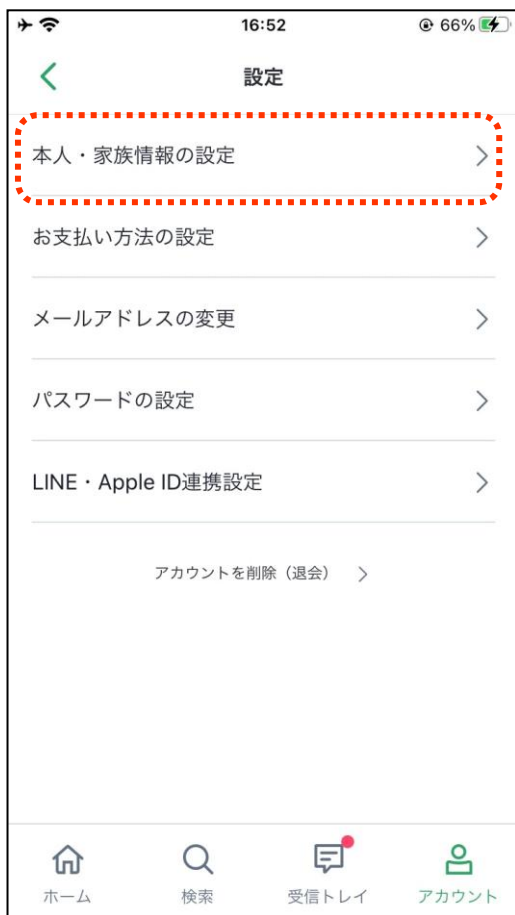 16:52
66%
設定
本人・家族情報の設定
お支払い方法の設定
メールアドレスの変更
パスワードの設定
LINE・Apple ID連携設定
アカウントを削除（退会）
ホーム 検索 受信トレイ アカウント